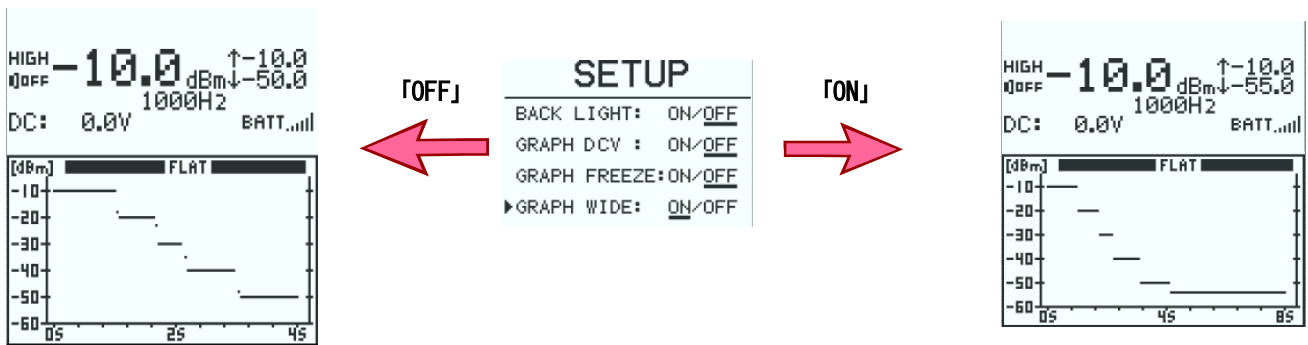 HIGH -10.0 dBm ↑-10.0
OFF ↓-50.0
1000Hz
DC: 0.0V BATT.
[dBm] FLAT
-10
-20
-30
-40
-50
-60
0S 2S 4S
「OFF」
SETUP
BACK LIGHT: ON/OFF
GRAPH DCV : ON/OFF
GRAPH FREEZE:ON/OFF
▶GRAPH WIDE: ON/OFF
「ON」
HIGH -10.0 dBm ↑-10.0
OFF ↓-55.0
1000Hz
DC: 0.0V BATT.
[dBm] FLAT
-10
-20
-30
-40
-50
-60
0S 4S 8S